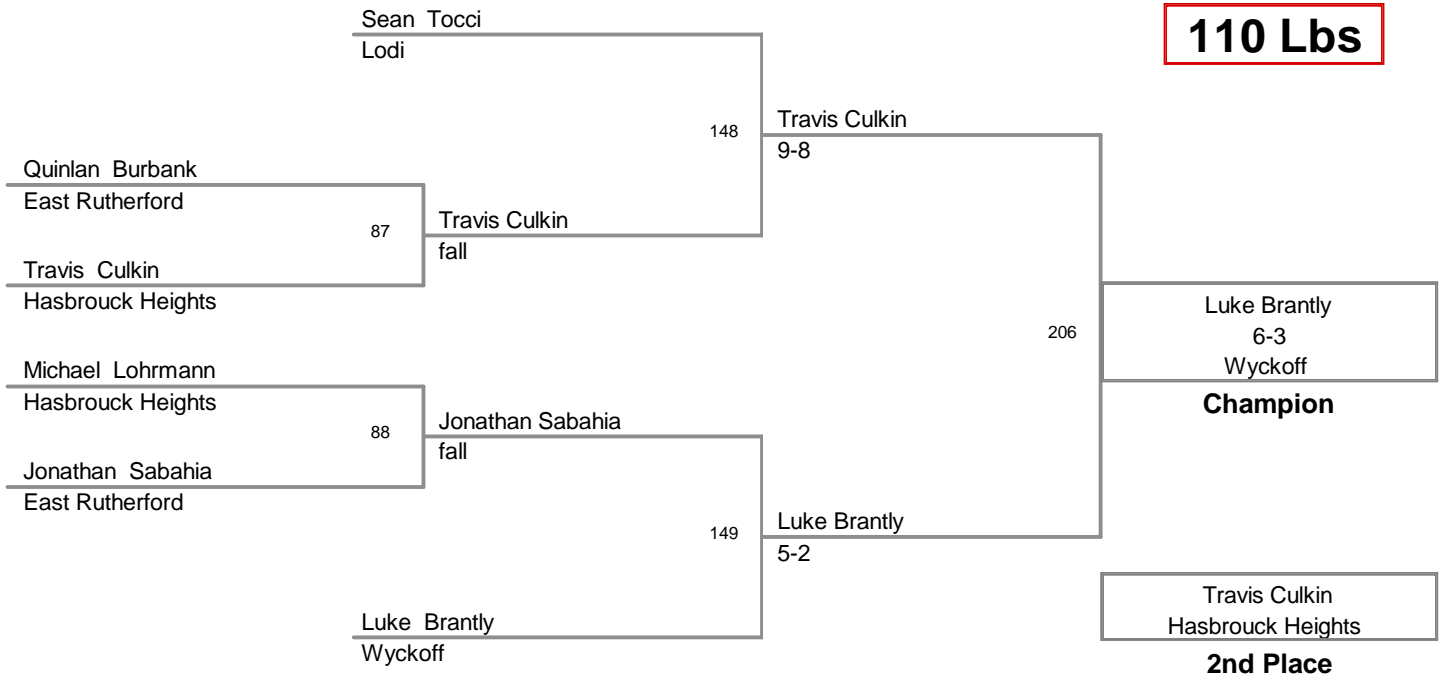 Sean Tocci
Lodi
110 Lbs
148
Travis Culkin
9-8
Quinlan Burbank
East Rutherford
87
Travis Culkin
fall
Travis Culkin
Hasbrouck Heights
Luke Brantly
6-3
Wyckoff
Champion
206
Michael Lohrmann
Hasbrouck Heights
88
Jonathan Sabahia
fall
Jonathan Sabahia
East Rutherford
149
Luke Brantly
5-2
Luke Brantly
Wyckoff
Travis Culkin
Hasbrouck Heights
2nd Place